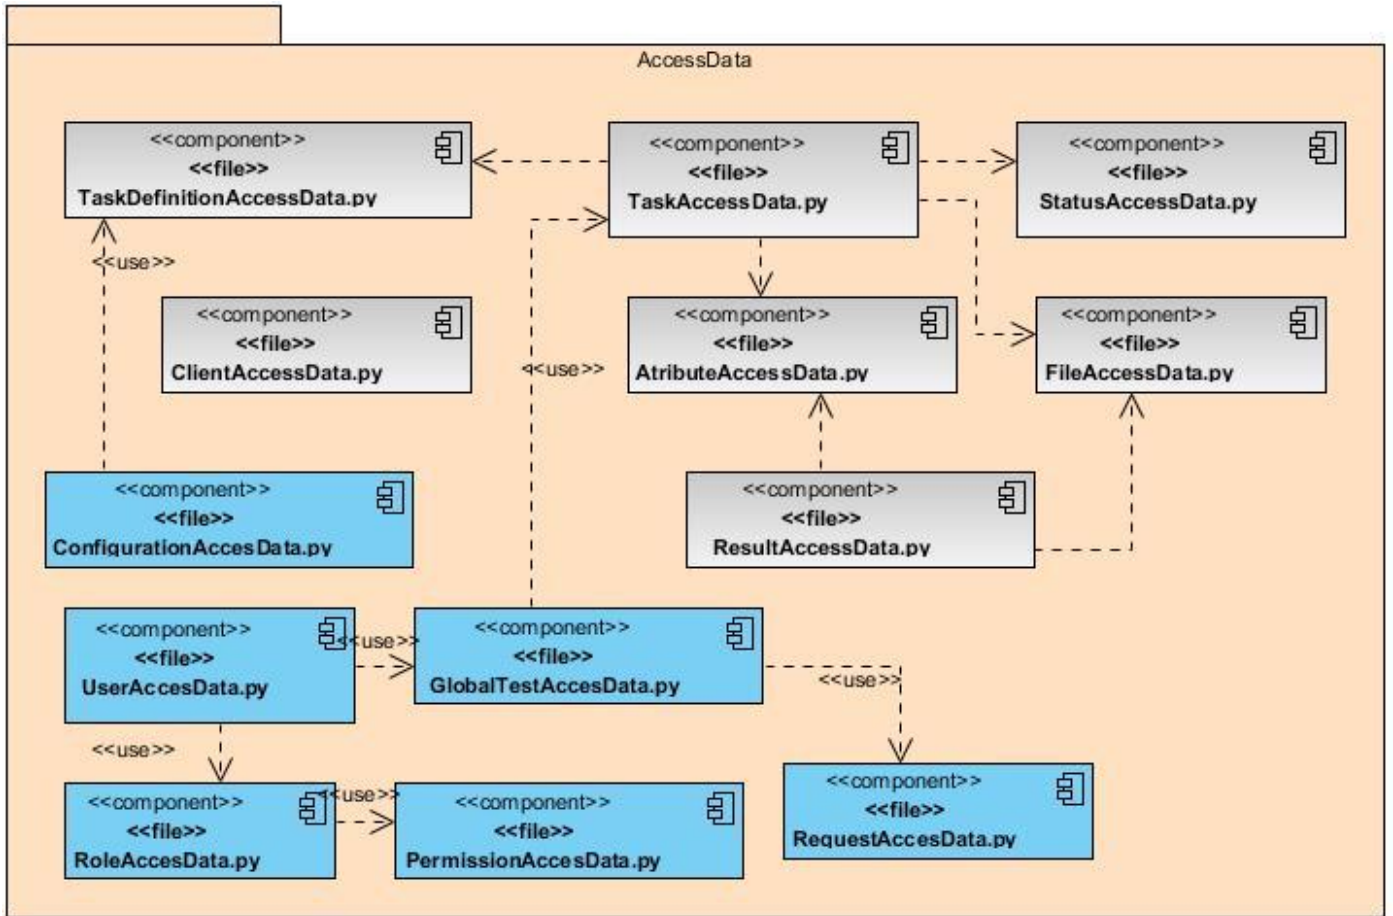 AccessData
<<component>>
<<file>>
TaskDefinitionAccessData.py
<<component>>
<<file>>
TaskAccessData.py
<<component>>
<<file>>
StatusAccessData.py
<<use>>
<<component>>
<<file>>
ClientAccessData.py
<<use>>
<<component>>
<<file>>
AtributeAccessData.py
<<component>>
<<file>>
FileAccessData.py
<<component>>
<<file>>
ConfigurationAccesData.py
<<component>>
<<file>>
ResultAccessData.py
<<component>>
<<file>>
UserAccesData.py
<<use>>
<<component>>
<<file>>
GlobalTestAccesData.py
<<use>>
<<use>>
<<component>>
<<file>>
RoleAccesData.py
<<use>>
<<component>>
<<file>>
PermissionAccesData.py
<<component>>
<<file>>
RequestAccesData.py